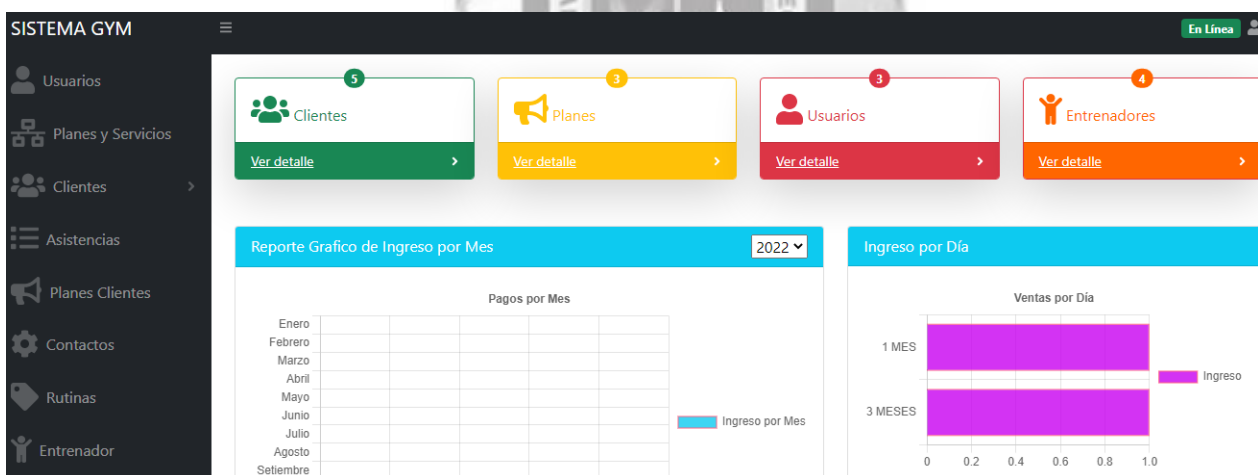 SISTEMA GYM
En Línea
Usuarios
Planes y Servicios
Clientes
Asistencias
Planes Clientes
Contactos
Rutinas
Entrenador
5
Clientes
Ver detalle
3
Planes
Ver detalle
3
Usuarios
Ver detalle
4
Entrenadores
Ver detalle
Reporte Grafico de Ingreso por Mes
2022
Pagos por Mes
Enero
Febrero
Marzo
Abril
Mayo
Junio
Julio
Agosto
Setiembre
Ingreso por Mes
Ingreso por Día
Ventas por Día
1 MES
3 MESES
Ingreso
0 0.2 0.4 0.6 0.8 1.0